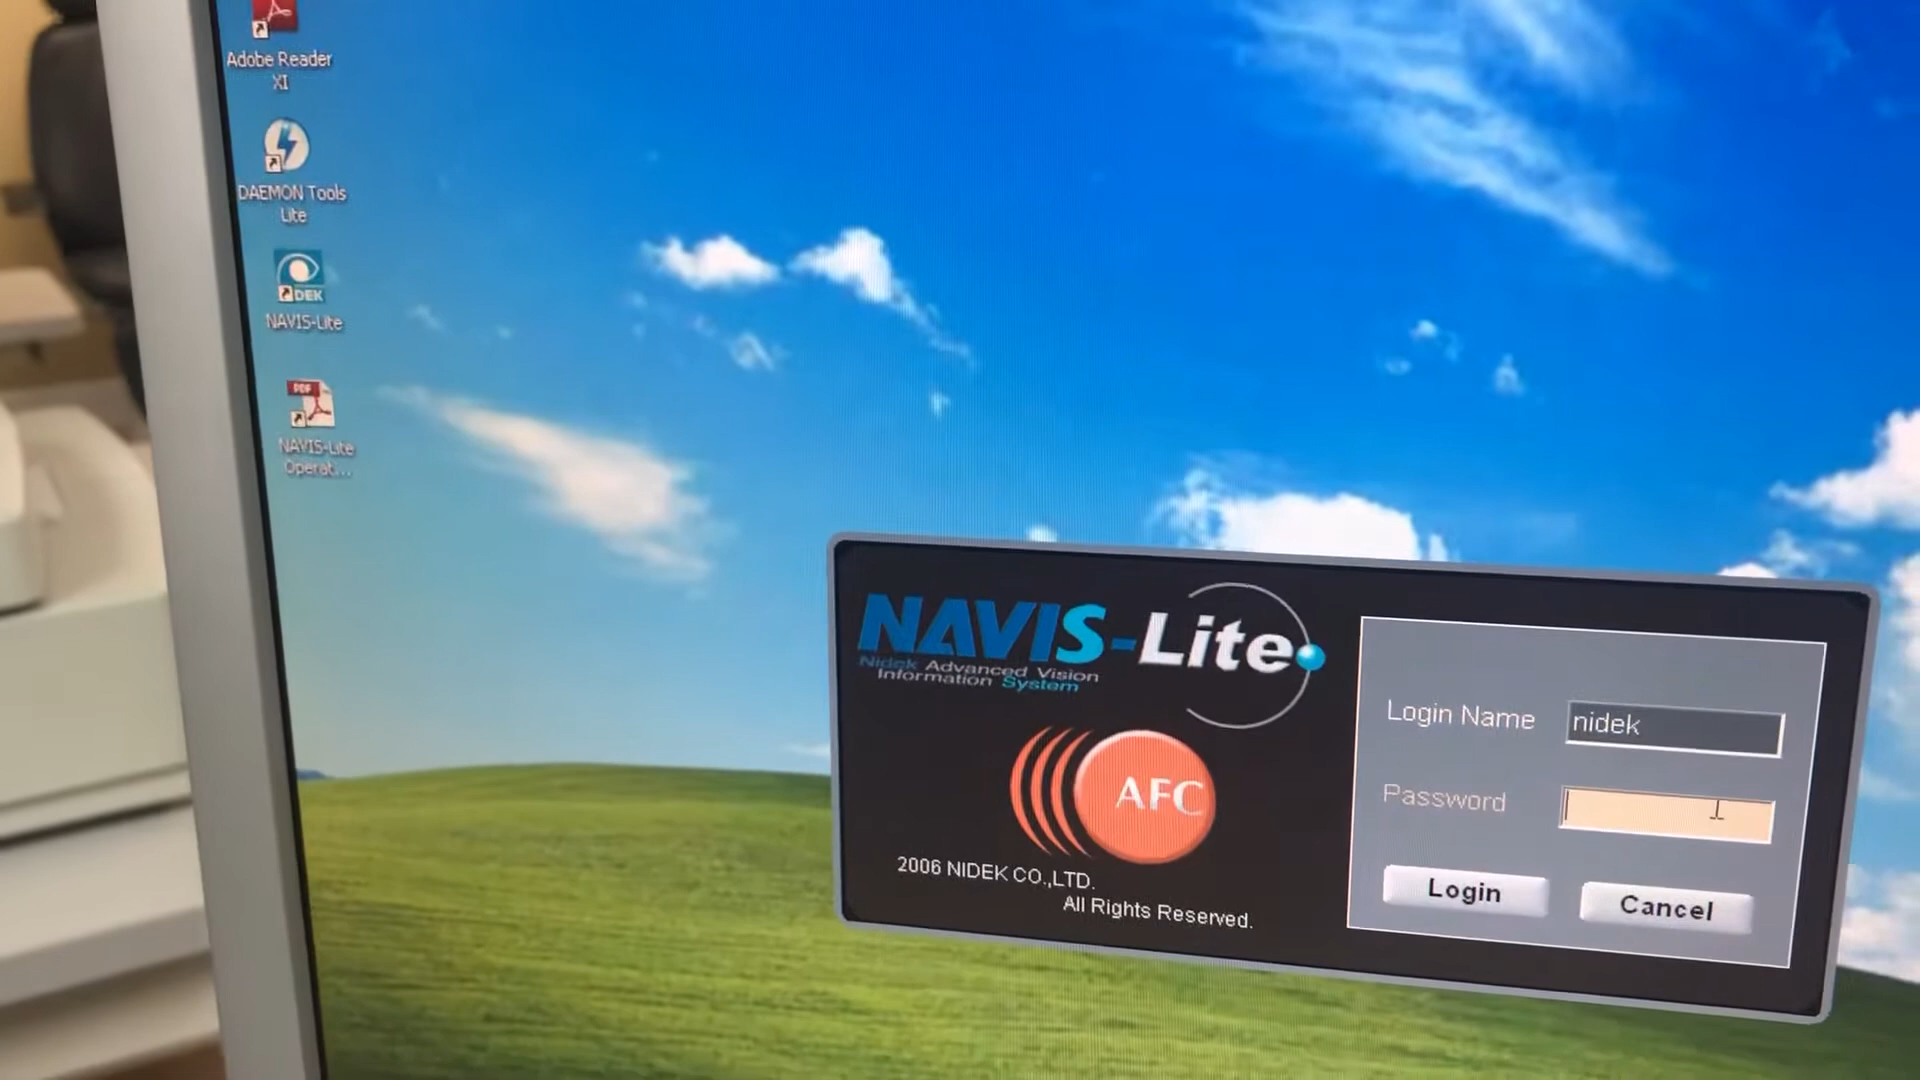 Adobe Reader
XI
DAEMON Tools
Lite
DEK
NAVIS-Lite
PDF
NAVIS-Lite
Operat...
NAVIS-Lite
Nidek Advanced Vision
Information System
AFC
2006 NIDEK CO.,LTD.
All Rights Reserved.
Login Name
nidek
Password
Login
Cancel